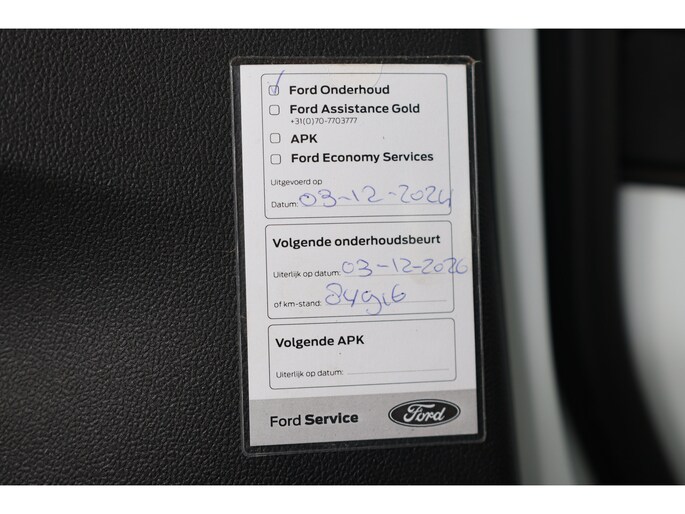 Ford Onderhoud
Ford Assistance Gold
+31(0)70-7703777
APK
Ford Economy Services
Uitgevoerd op
Datum: 03-12-2024
Volgende onderhoudsbeurt
Uiterlijk op datum: 03-12-2026
of km-stand:
Volgende APK
Uiterlijk op datum:
Ford Service
Ford